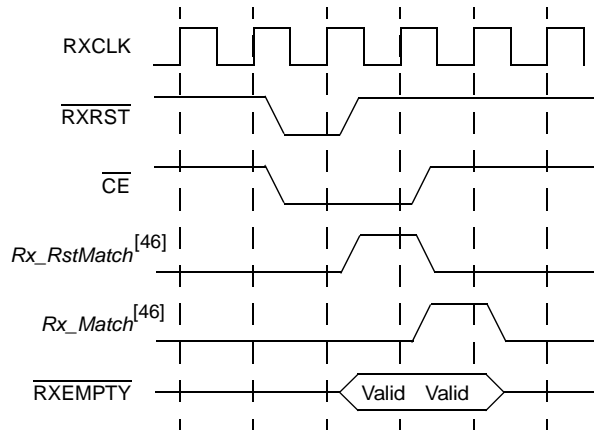 RXCLK
RXRST
CE
Rx_RstMatch[46]
Rx_Match[46]
RXEMPTY Valid Valid